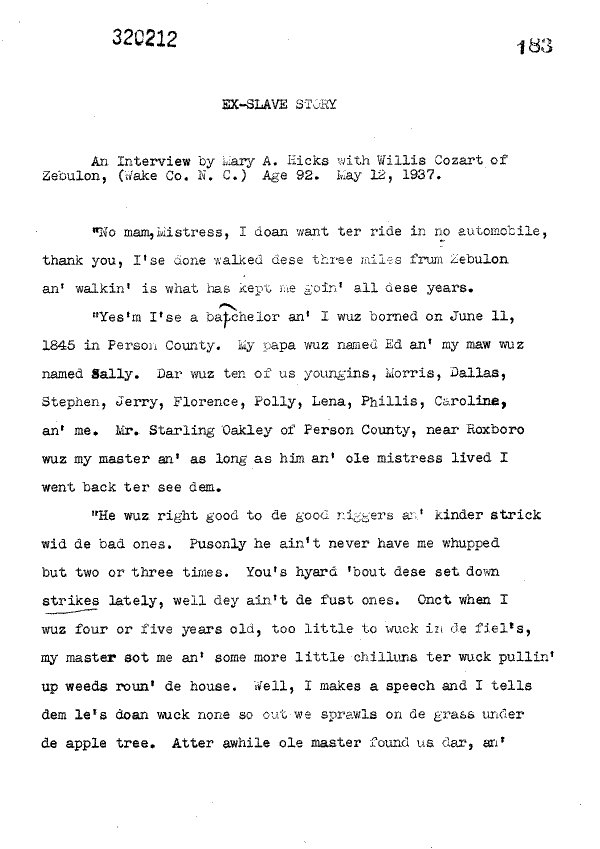 320212
183
EX-SLAVE STORY
An Interview by Mary A. Hicks with Willis Cozart of
Zebulon, (Wake Co. N. C.) Age 92. May 12, 1937.
"No mam,Mistress, I doan want ter ride in no automobile,
thank you, I'se done walked dese three miles frum Zebulon
an' walkin' is what has kept me goin' all dese years.
"Yes'm I'se a batchelor an' I wuz borned on June 11,
1845 in Person County. My papa wuz named Ed an' my maw wuz
named Sally. Dar wuz ten of us youngins, Morris, Dallas,
Stephen, Jerry, Florence, Polly, Lena, Phillis, Caroline,
an' me. Mr. Starling Oakley of Person County, near Roxboro
wuz my master an' as long as him an' ole mistress lived I
went back ter see dem.
"He wuz right good to de good niggers an' kinder strick
wid de bad ones. Pusonly he ain't never have me whupped
but two or three times. You's hyard 'bout dese set down
strikes lately, well dey ain't de fust ones. Onct when I
wuz four or five years old, too little to wuck in de fiel's,
my master sot me an' some more little chilluns ter wuck pullin'
up weeds roun' de house. Well, I makes a speech and I tells
dem le's doan wuck none so out we sprawls on de grass under
de apple tree. Atter awhile ole master found us dar, an'